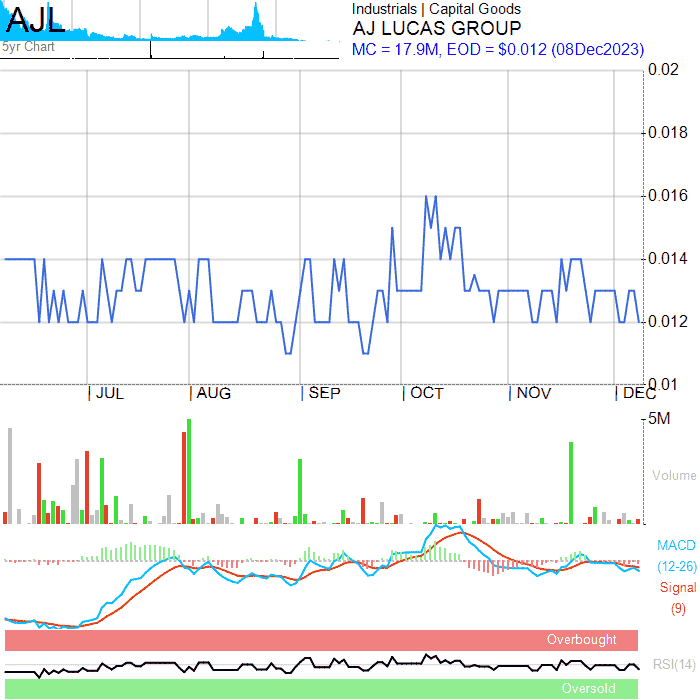 AJL
5yr Chart
Industrials | Capital Goods
AJ LUCAS GROUP
MC = 17.9M, EOD = $0.012 (08Dec2023)
0.02
0.018
0.016
0.014
0.012
0.01
JUL AUG SEP OCT NOV DEC
5M
Volume
MACD
(12-26)
Signal
(9)
Overbought
RSI(14)
Oversold